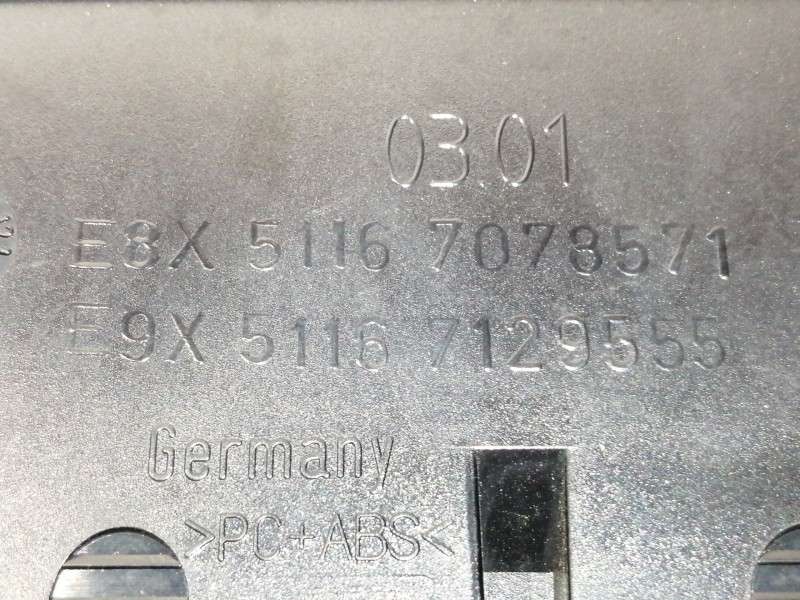 03.01
E8X 5116 7078571
E9X 5116 7129555
Germany
>PC+ABS<